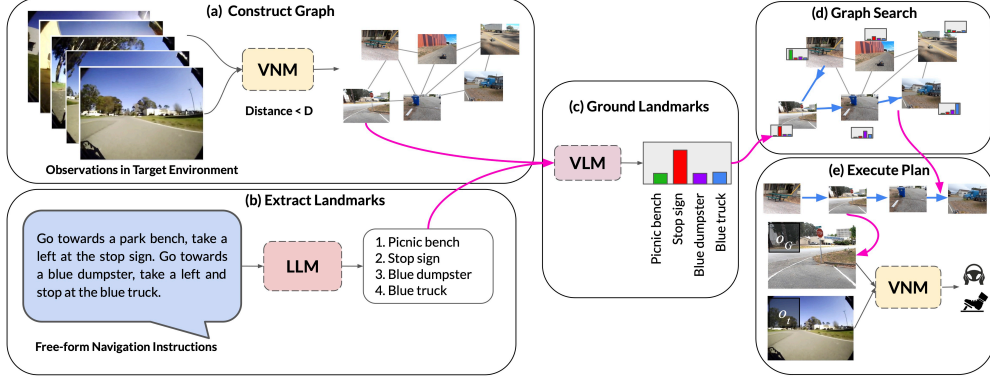 (a) Construct Graph
VNM
Distance < D
Observations in Target Environment
(b) Extract Landmarks
Go towards a park bench, take a
left at the stop sign. Go towards
a blue dumpster, take a left and
stop at the blue truck.
LLM
1. Picnic bench
2. Stop sign
3. Blue dumpster
4. Blue truck
Free-form Navigation Instructions
(c) Ground Landmarks
VLM
Picnic bench
Stop sign
Blue dumpster
Blue truck
(d) Graph Search
(e) Execute Plan
o_G
o_t
VNM